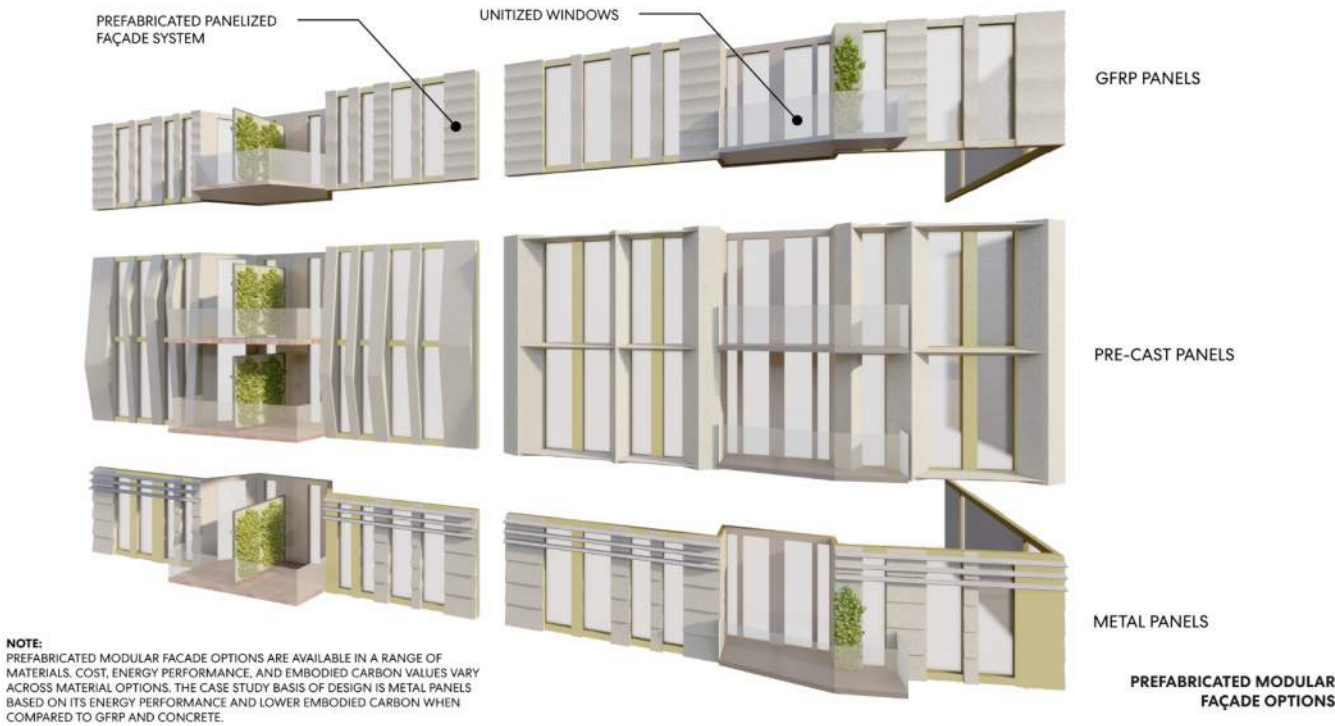 PREFABRICATED PANELIZED
FAÇADE SYSTEM
UNITIZED WINDOWS
GFRP PANELS
PRE-CAST PANELS
METAL PANELS
NOTE:
PREFABRICATED MODULAR FACADE OPTIONS ARE AVAILABLE IN A RANGE OF
MATERIALS. COST, ENERGY PERFORMANCE, AND EMBODIED CARBON VALUES VARY
ACROSS MATERIAL OPTIONS. THE CASE STUDY BASIS OF DESIGN IS METAL PANELS
BASED ON ITS ENERGY PERFORMANCE AND LOWER EMBODIED CARBON WHEN
COMPARED TO GFRP AND CONCRETE.
PREFABRICATED MODULAR
FAÇADE OPTIONS